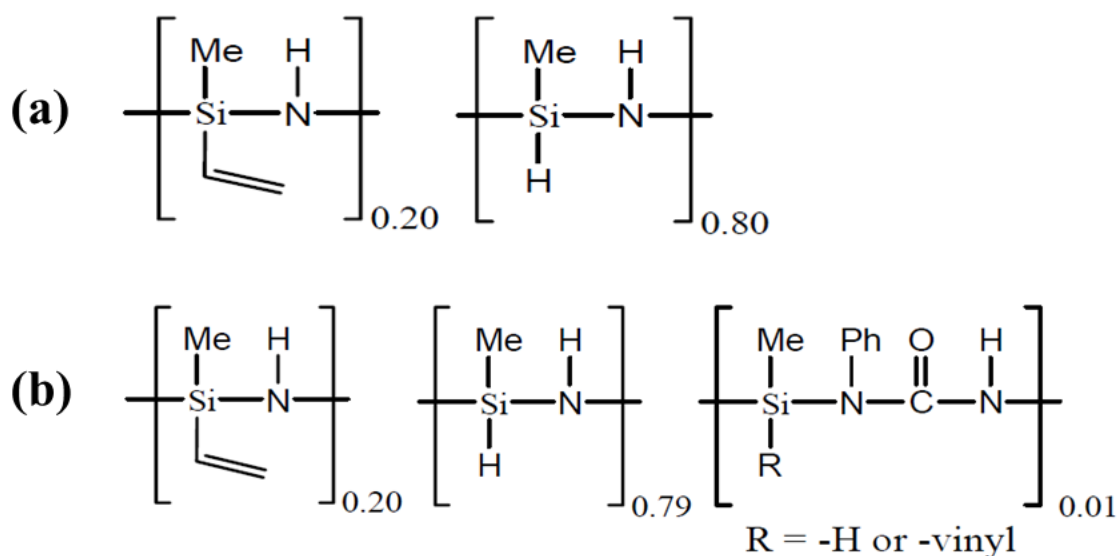 (a)
Me H
Si N
0.20
Me H
Si N
H
0.80
(b)
Me H
Si N
0.20
Me H
Si N
H
0.79
Me Ph O H
Si N C N
R
0.01
R = -H or -vinyl